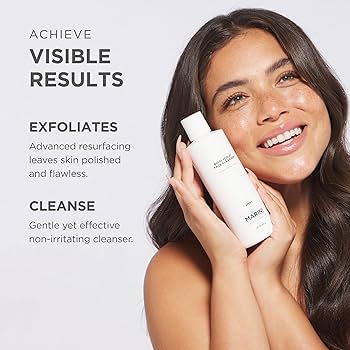 ACHIEVE
VISIBLE
RESULTS
EXFOLIATES
Advanced resurfacing
leaves skin polished
and flawless.
CLEANSE
Gentle yet effective
non-irritating cleanser.
MARINI